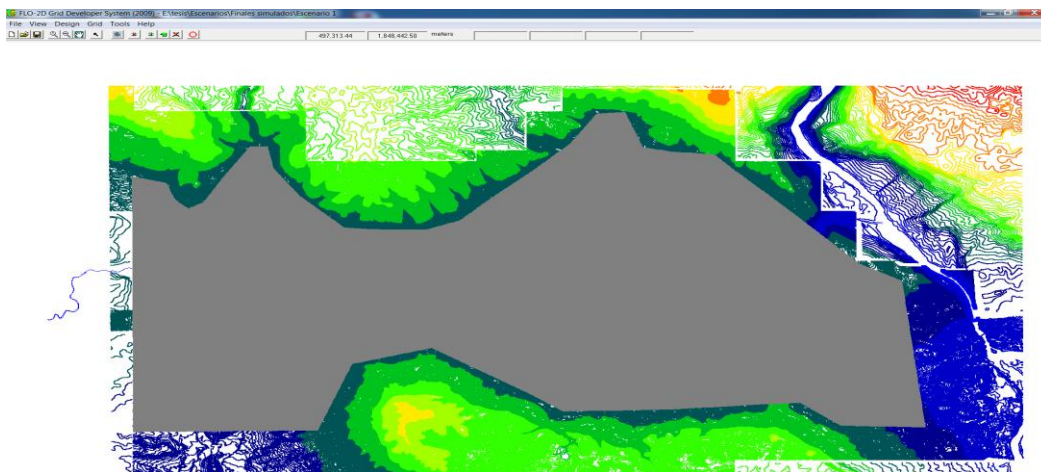 FLO-2D Grid Developer System (2009) - E:\tesis\Escenarios\Finales simulados\Escenario 1
File View Design Grid Tools Help
497,313.44 1,848,442.58 meters